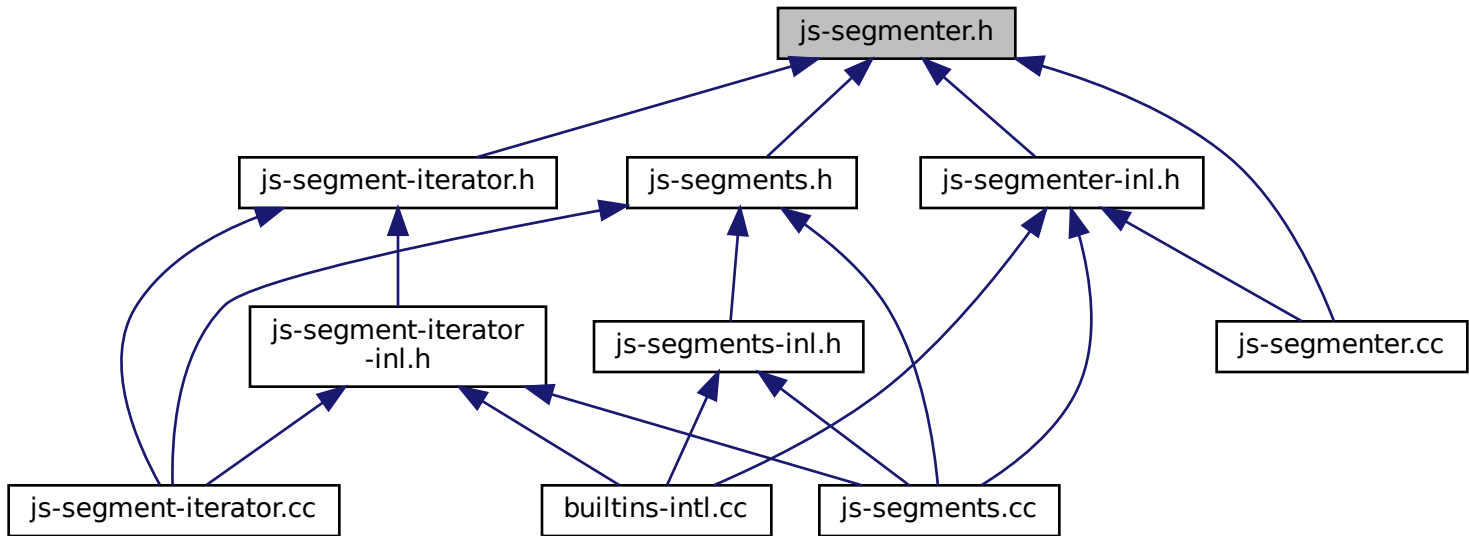 js-segmenter.h
js-segment-iterator.h
js-segments.h
js-segmenter-inl.h
js-segment-iterator
-inl.h
js-segments-inl.h
js-segmenter.cc
js-segment-iterator.cc
builtins-intl.cc
js-segments.cc